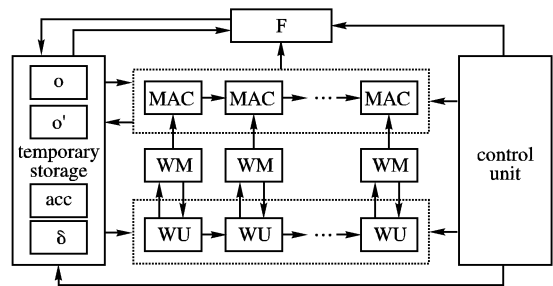 F
o
MAC MAC ... MAC
o'
temporary
storage
WM WM WM
control
unit
acc
δ
WU WU ... WU